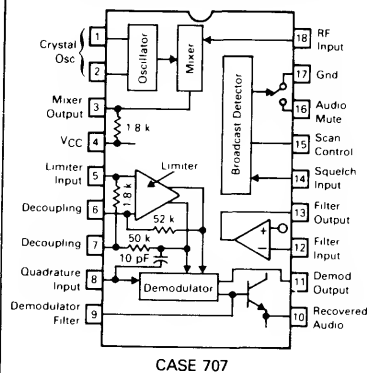 Crystal
Osc
1
2
Mixer
Output
3
VCC
4
Limiter
Input
5
Decoupling
6
Decoupling
7
Quadrature
Input
8
Demodulator
Filter
9
Oscillator
Mixer
1 8 k
Limiter
1.8 k
52 k
50 k
10 pF
Demodulator
Broadcast Detector
+
−
18
RF
Input
17
Gnd
16
Audio
Mute
15
Scan
Control
14
Squelch
Input
13
Filter
Output
12
Filter
Input
11
Demod
Output
10
Recovered
Audio
CASE 707